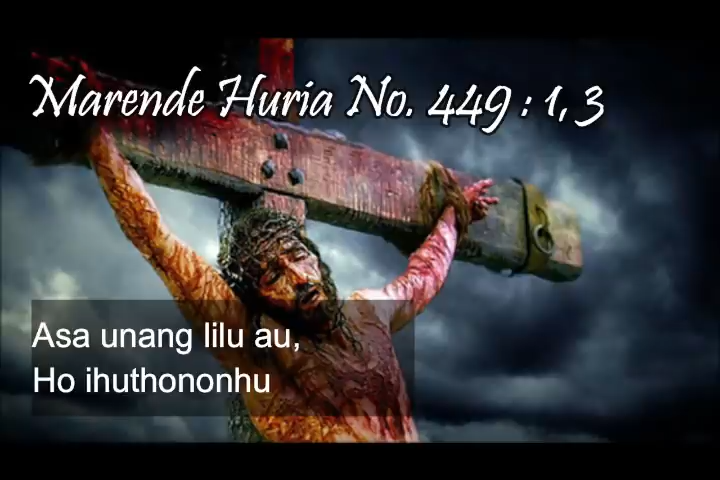 Marende Huria No. 449 : 1, 3
Asa unang lilu au,
Ho ihuthononhu